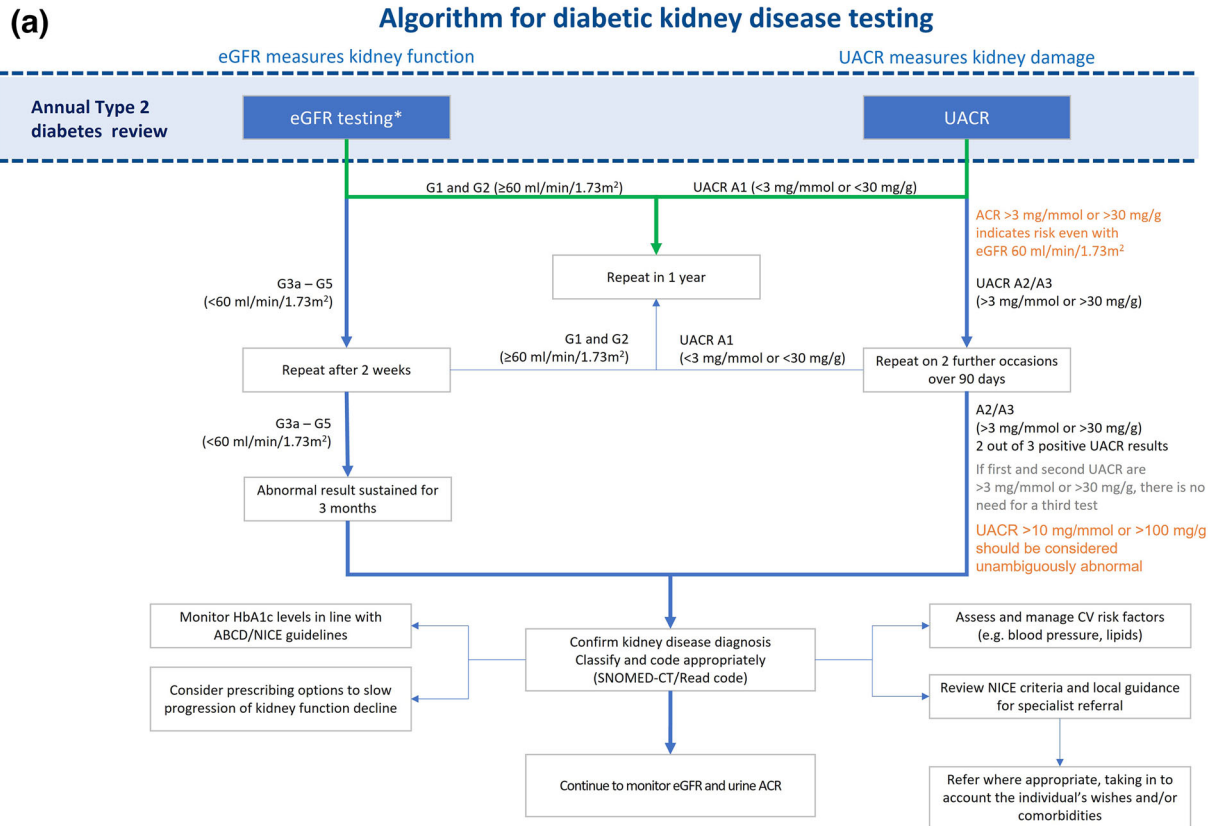 (a)
Algorithm for diabetic kidney disease testing
eGFR measures kidney function
UACR measures kidney damage
Annual Type 2
diabetes  review
eGFR testing*
UACR
G1 and G2 (≥60 ml/min/1.73m²)
UACR A1 (<3 mg/mmol or <30 mg/g)
ACR >3 mg/mmol or >30 mg/g
indicates risk even with
eGFR 60 ml/min/1.73m²
Repeat in 1 year
G3a – G5
(<60 ml/min/1.73m²)
UACR A2/A3
(>3 mg/mmol or >30 mg/g)
G1 and G2
(≥60 ml/min/1.73m²)
UACR A1
(<3 mg/mmol or <30 mg/g)
Repeat after 2 weeks
Repeat on 2 further occasions
over 90 days
G3a – G5
(<60 ml/min/1.73m²)
A2/A3
(>3 mg/mmol or >30 mg/g)
2 out of 3 positive UACR results
If first and second UACR are
>3 mg/mmol or >30 mg/g, there is no
need for a third test
Abnormal result sustained for
3 months
UACR >10 mg/mmol or >100 mg/g
should be considered
unambiguously abnormal
Monitor HbA1c levels in line with
ABCD/NICE guidelines
Consider prescribing options to slow
progression of kidney function decline
Confirm kidney disease diagnosis
Classify and code appropriately
(SNOMED-CT/Read code)
Assess and manage CV risk factors
(e.g. blood pressure, lipids)
Review NICE criteria and local guidance
for specialist referral
Continue to monitor eGFR and urine ACR
Refer where appropriate, taking in to
account the individual's wishes and/or
comorbidities